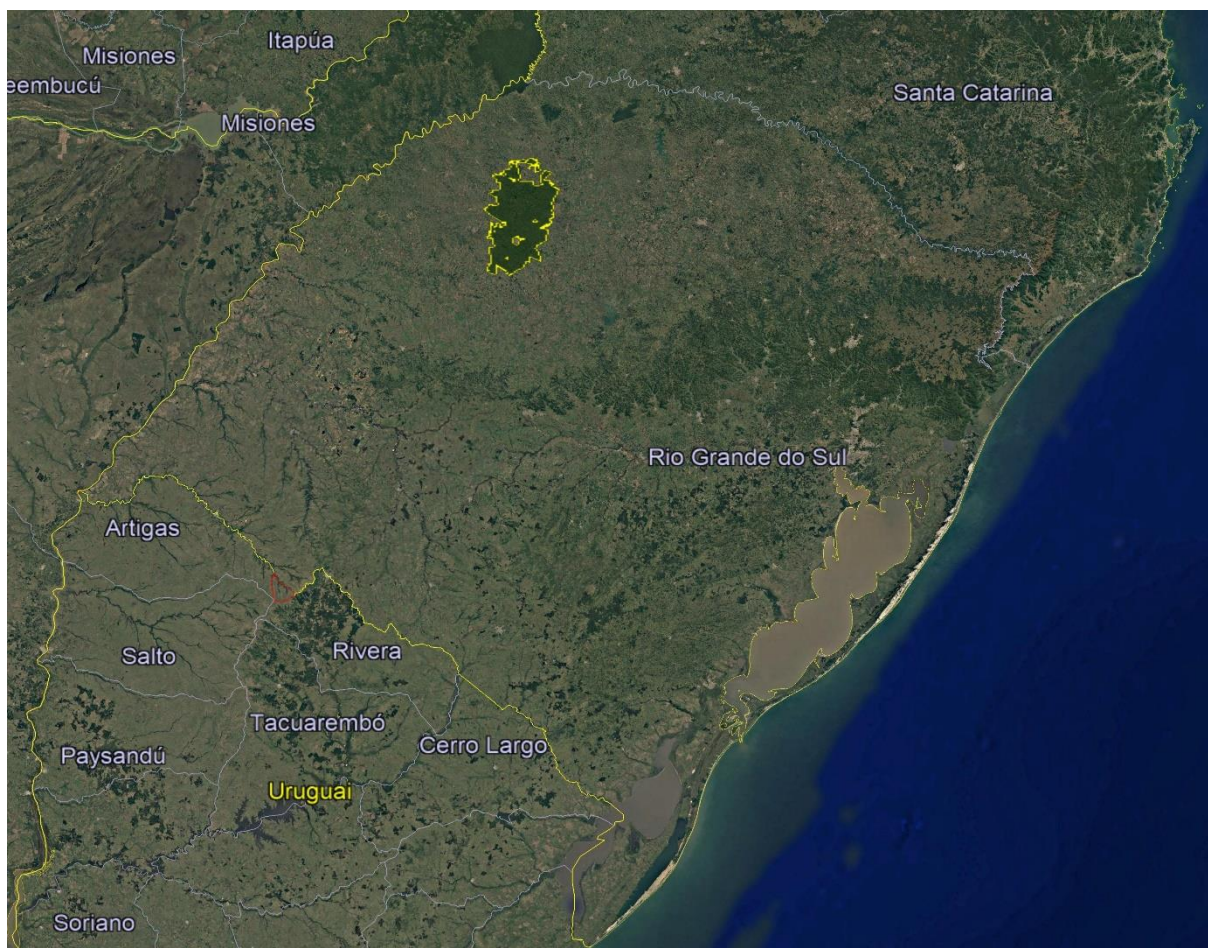 Itapúa
Misiones
eembucú
Santa Catarina
Misiones
Rio Grande do Sul
Artigas
Salto
Rivera
Tacuarembó
Cerro Largo
Paysandú
Uruguai
Soriano